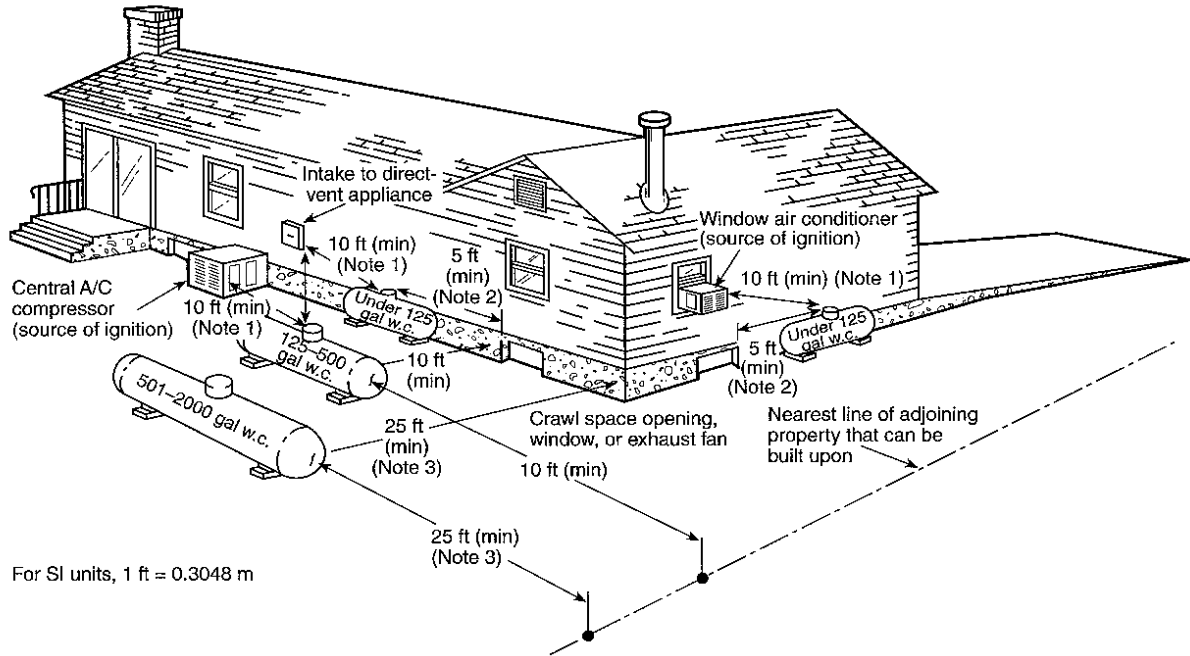 Intake to direct-
vent appliance
Window air conditioner
(source of ignition)
10 ft (min)
(Note 1)
5 ft
(min)
(Note 2)
10 ft (min) (Note 1)
Central A/C
compressor
(source of ignition)
10 ft (min)
(Note 1)
Under 125
gal w.c.
Under 125
gal w.c.
125–500
gal w.c.
10 ft
(min)
5 ft
(min)
(Note 2)
501–2000 gal w.c.
Crawl space opening,
window, or exhaust fan
Nearest line of adjoining
property that can be
built upon
25 ft
(min)
(Note 3)
10 ft (min)
25 ft (min)
(Note 3)
For SI units, 1 ft = 0.3048 m